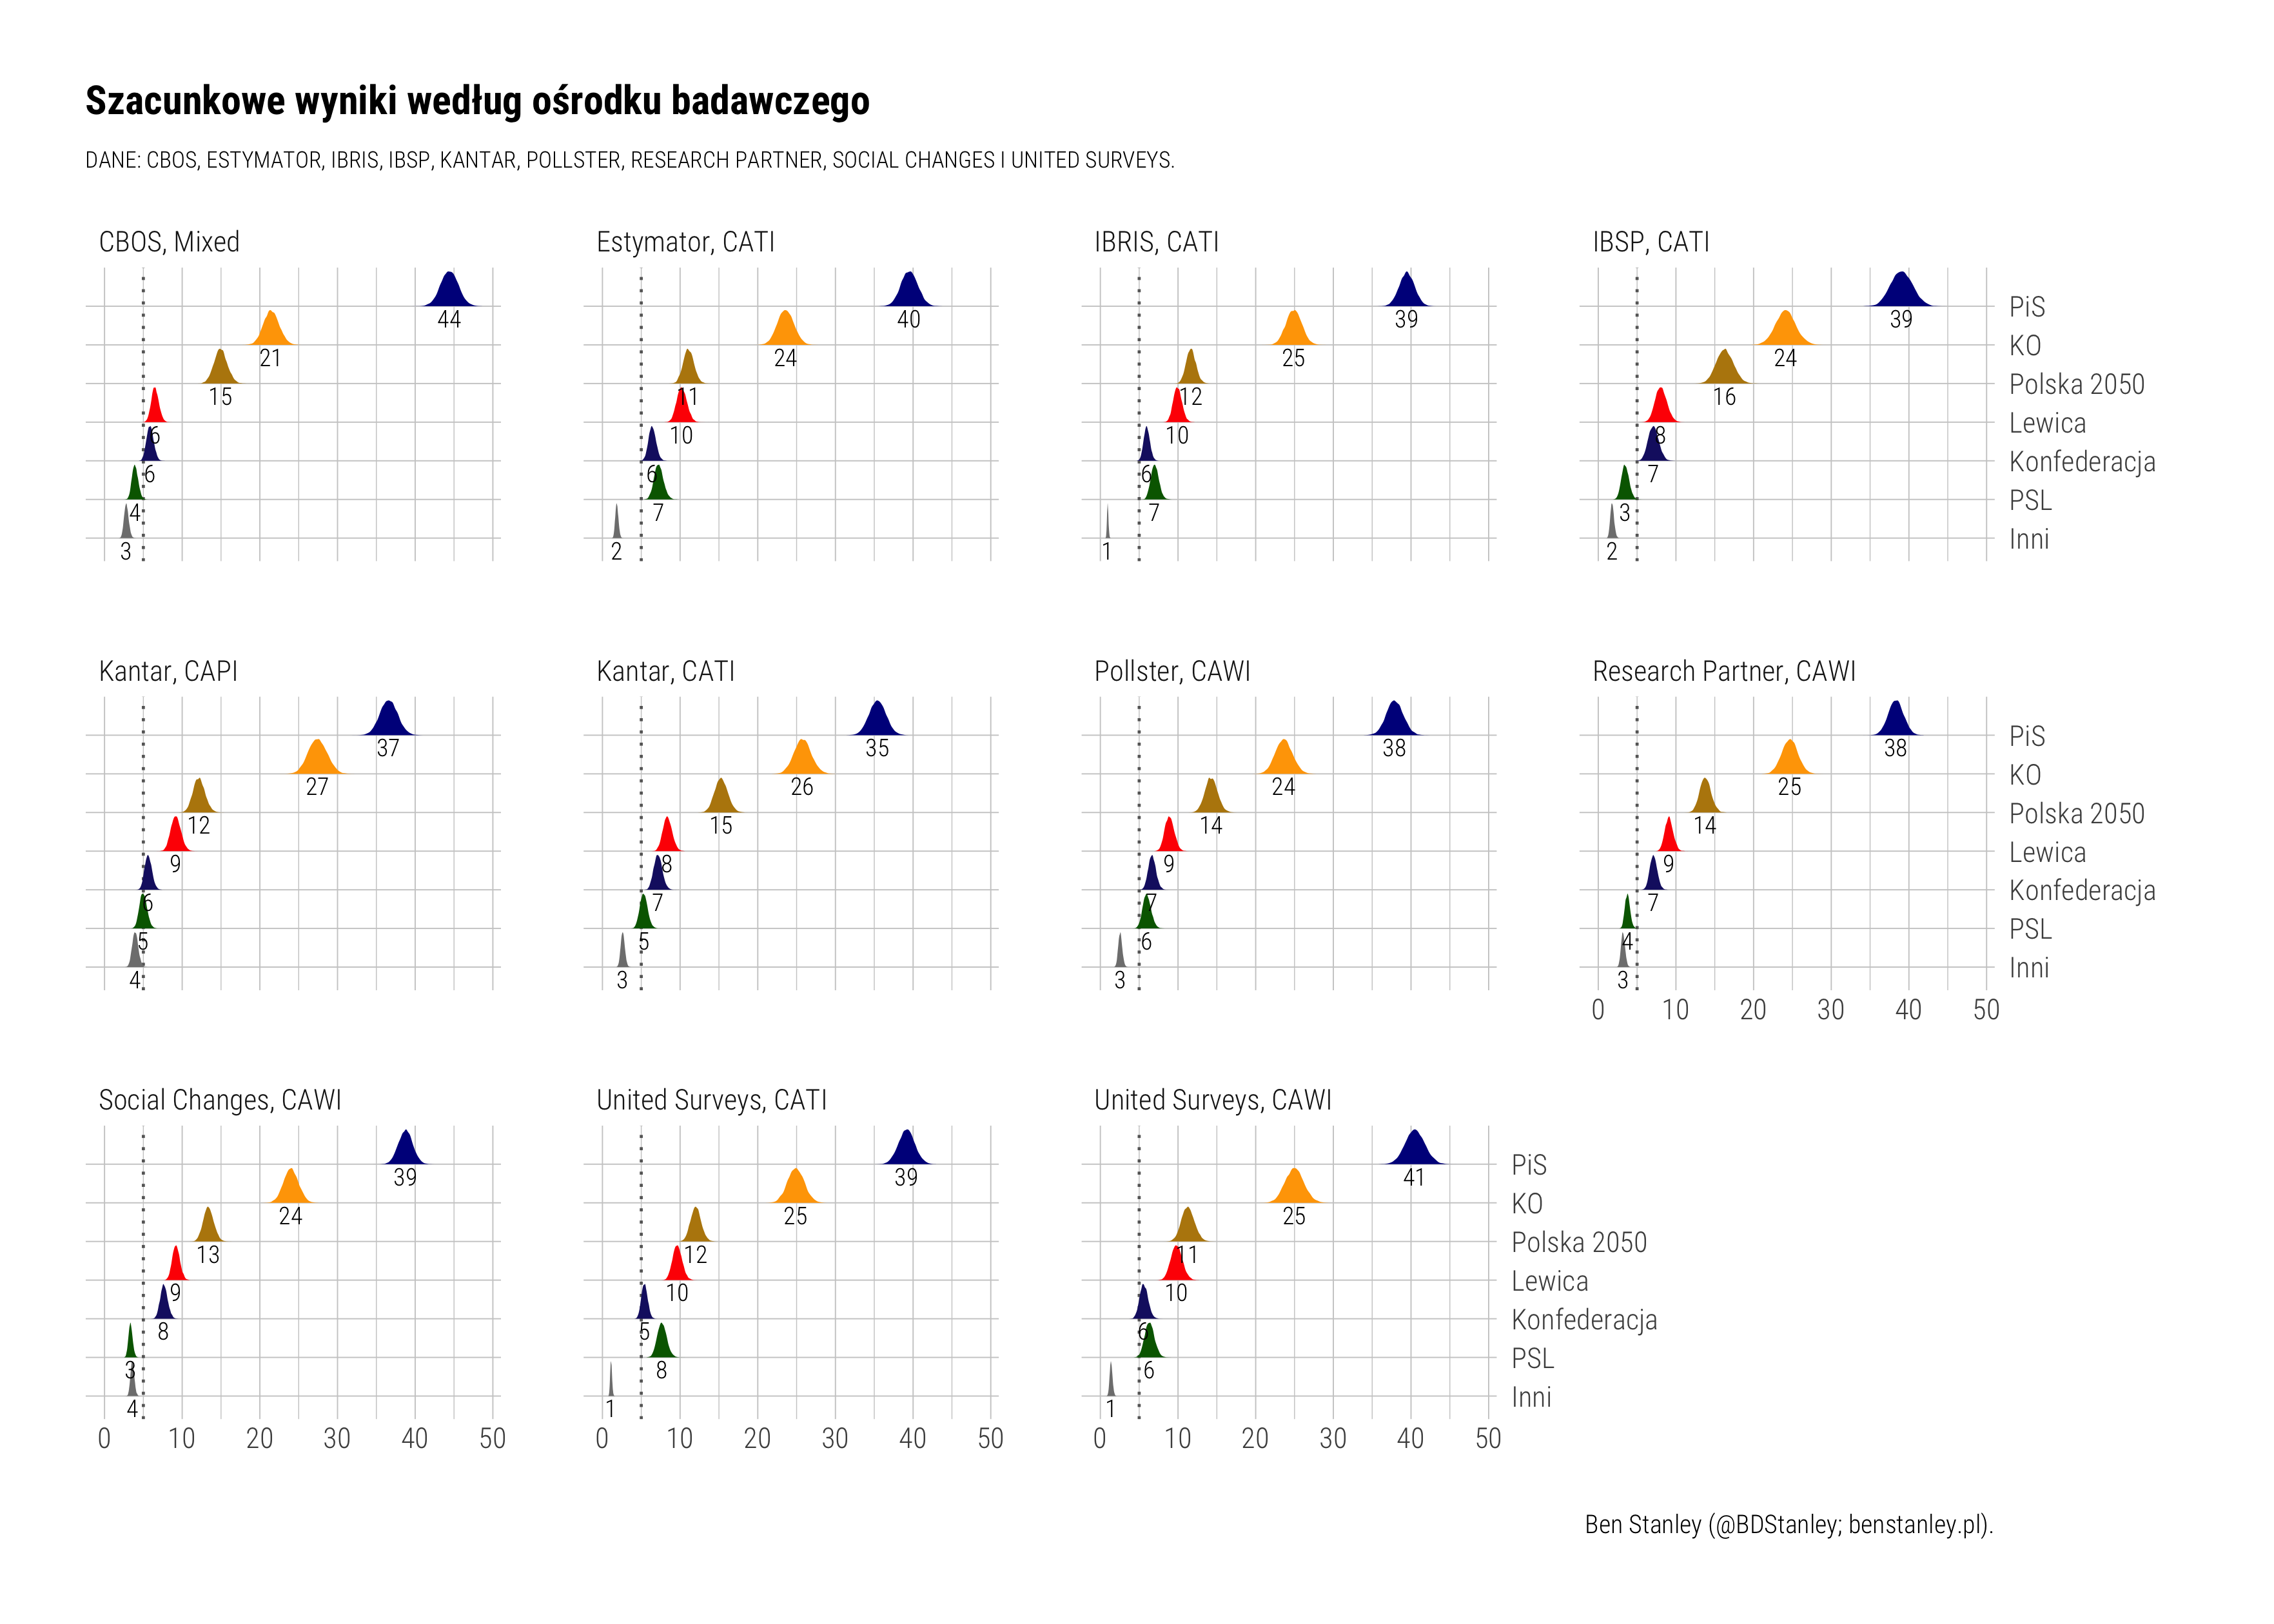 Szacunkowe wyniki według ośrodku badawczego
DANE: CBOS, ESTYMATOR, IBRIS, IBSP, KANTAR, POLLSTER, RESEARCH PARTNER, SOCIAL CHANGES I UNITED SURVEYS.
CBOS, Mixed
44
21
15
6
6
4
3
Estymator, CATI
40
24
11
10
6
7
2
IBRIS, CATI
39
25
12
10
6
7
1
IBSP, CATI
39
24
16
8
7
3
2
PiS
KO
Polska 2050
Lewica
Konfederacja
PSL
Inni
Kantar, CAPI
37
27
12
9
6
5
4
Kantar, CATI
35
26
15
8
7
5
3
Pollster, CAWI
38
24
14
9
7
6
3
Research Partner, CAWI
38
25
14
9
7
4
3
PiS
KO
Polska 2050
Lewica
Konfederacja
PSL
Inni
0 10 20 30 40 50
Social Changes, CAWI
39
24
13
9
8
3
4
0 10 20 30 40 50
United Surveys, CATI
39
25
12
10
5
8
1
0 10 20 30 40 50
United Surveys, CAWI
41
25
11
10
6
6
1
PiS
KO
Polska 2050
Lewica
Konfederacja
PSL
Inni
0 10 20 30 40 50
Ben Stanley (@BDStanley; benstanley.pl).